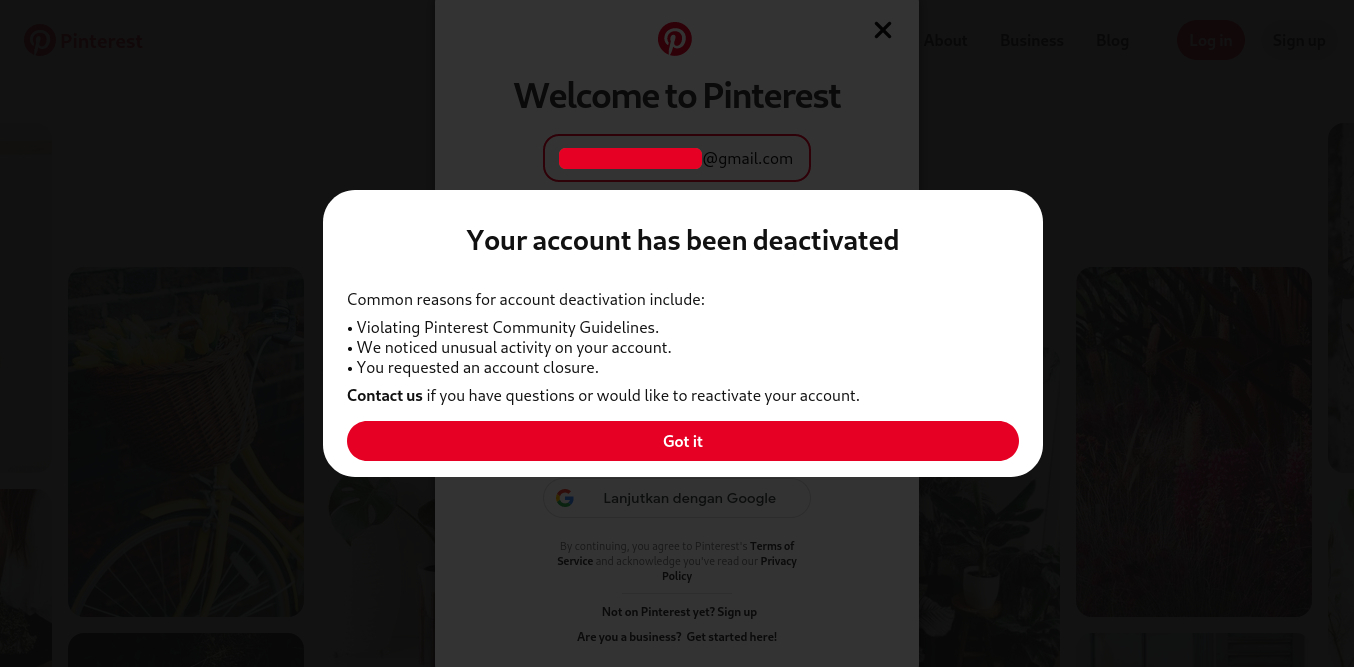 Pinterest
About Business Blog Log in Sign up
Welcome to Pinterest
@gmail.com
Your account has been deactivated
Common reasons for account deactivation include:
• Violating Pinterest Community Guidelines.
• We noticed unusual activity on your account.
• You requested an account closure.
Contact us if you have questions or would like to reactivate your account.
Got it
Lanjutkan dengan Google
By continuing, you agree to Pinterest's Terms of
Service and acknowledge you've read our Privacy
Policy
Not on Pinterest yet? Sign up
Are you a business? Get started here!